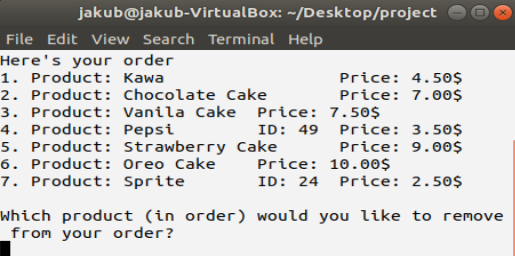 jakub@jakub-VirtualBox: ~/Desktop/project
File Edit View Search Terminal Help
Here's your order
1. Product: Kawa Price: 4.50$
2. Product: Chocolate Cake Price: 7.00$
3. Product: Vanila Cake Price: 7.50$
4. Product: Pepsi ID: 49 Price: 3.50$
5. Product: Strawberry Cake Price: 9.00$
6. Product: Oreo Cake Price: 10.00$
7. Product: Sprite ID: 24 Price: 2.50$
Which product (in order) would you like to remove
from your order?